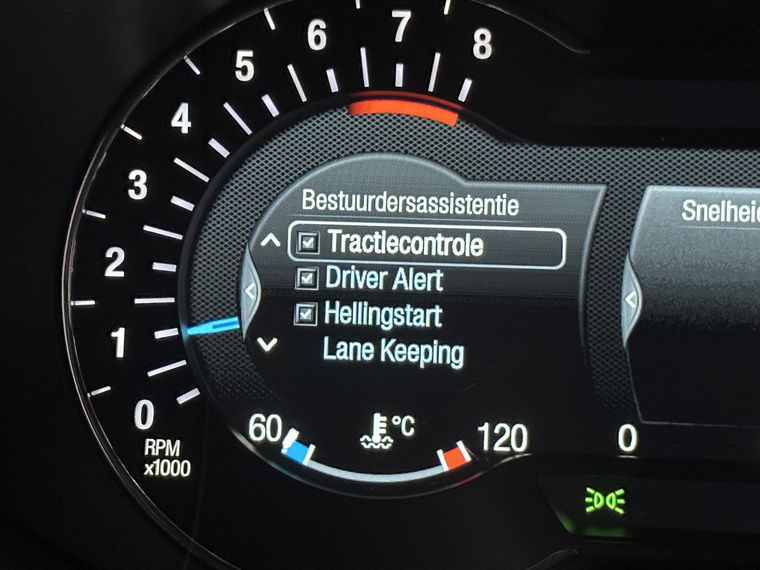 8
7
6
5
4
3
2
1
0
RPM
x1000
Bestuurdersassistentie
Tractiecontrole
Driver Alert
Hellingstart
Lane Keeping
60
°C
120
0